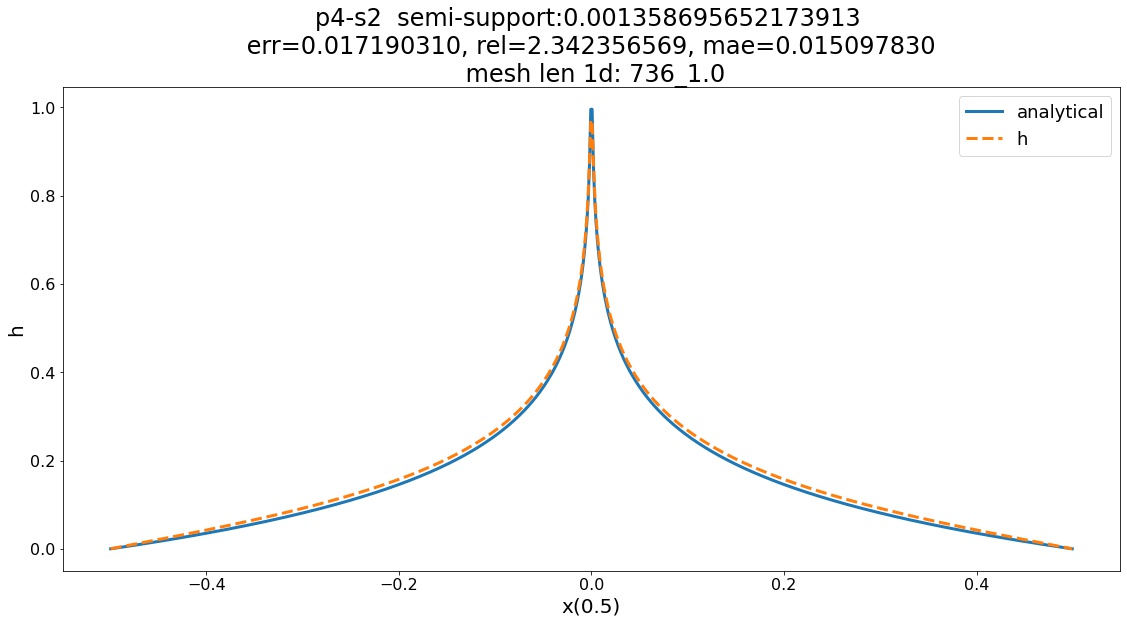 p4-s2  semi-support:0.001358695652173913
err=0.017190310, rel=2.342356569, mae=0.015097830
mesh len 1d: 736_1.0
analytical
h
1.0
0.8
0.6
0.4
0.2
0.0
h
−0.4
−0.2
0.0
0.2
0.4
x(0.5)